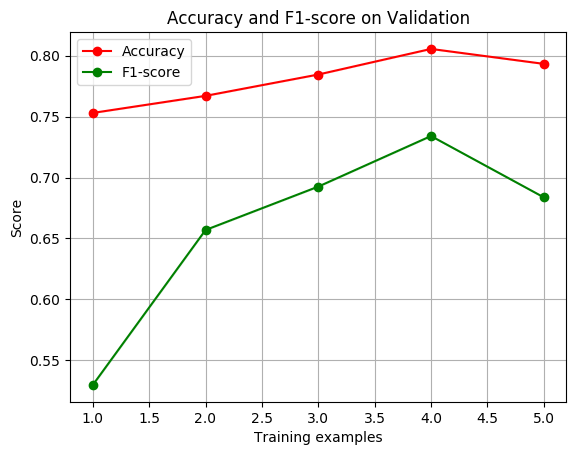 Accuracy and F1-score on Validation
Accuracy
F1-score
Score
0.80
0.75
0.70
0.65
0.60
0.55
1.0 1.5 2.0 2.5 3.0 3.5 4.0 4.5 5.0
Training examples